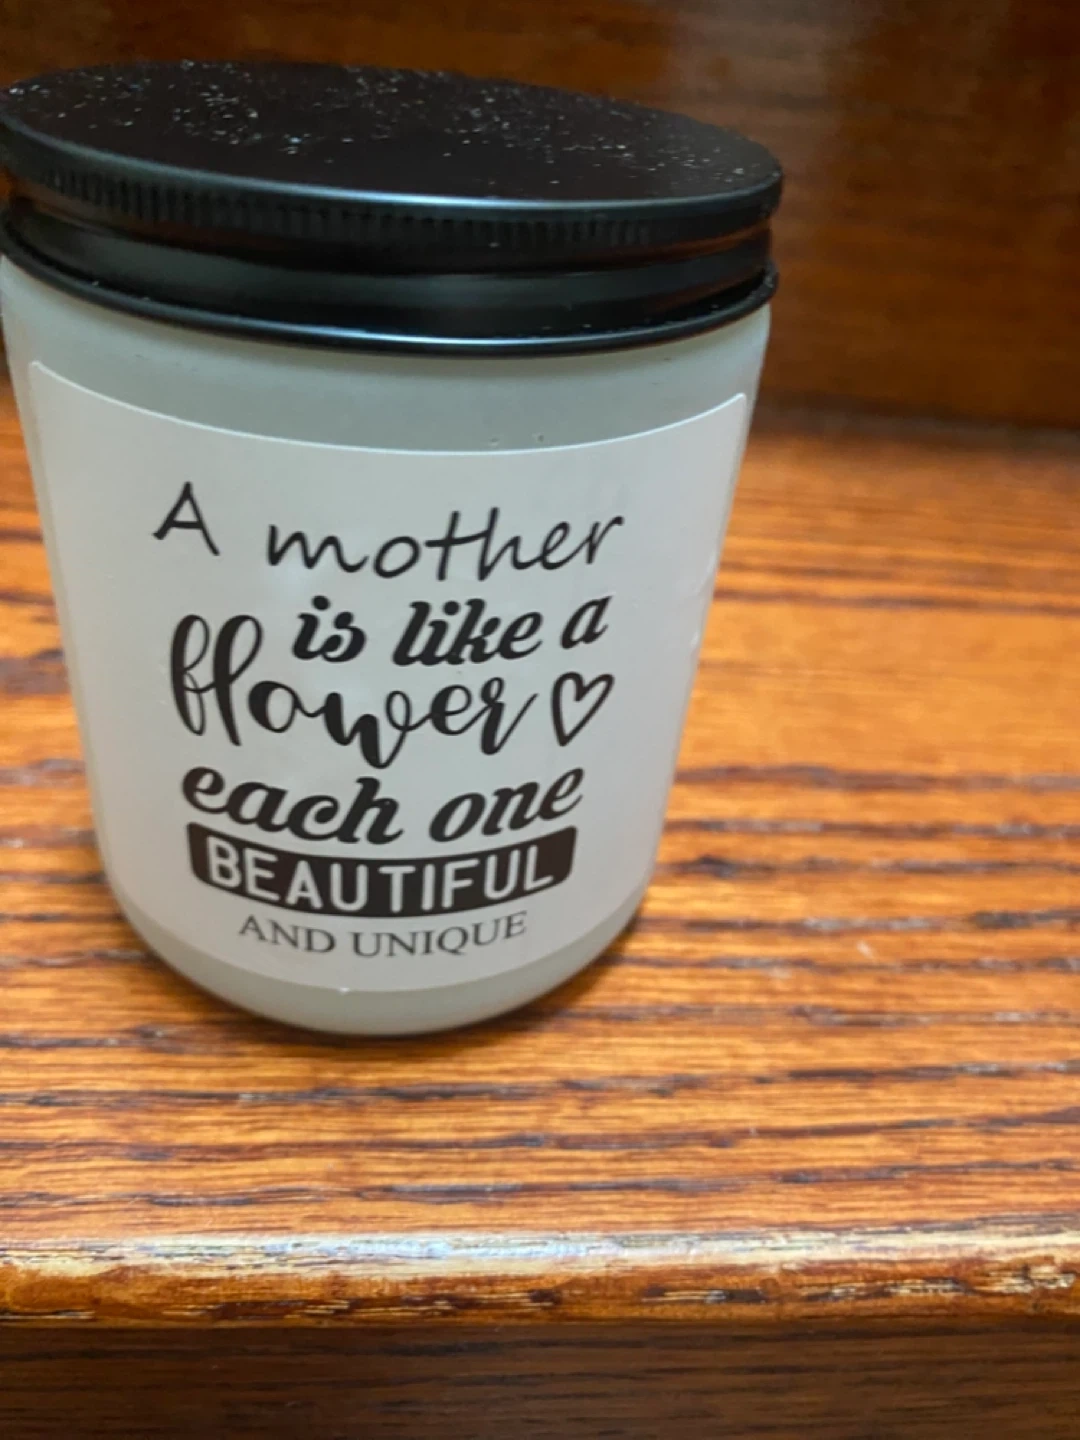 A mother
is like a
flower
each one
BEAUTIFUL
AND UNIQUE